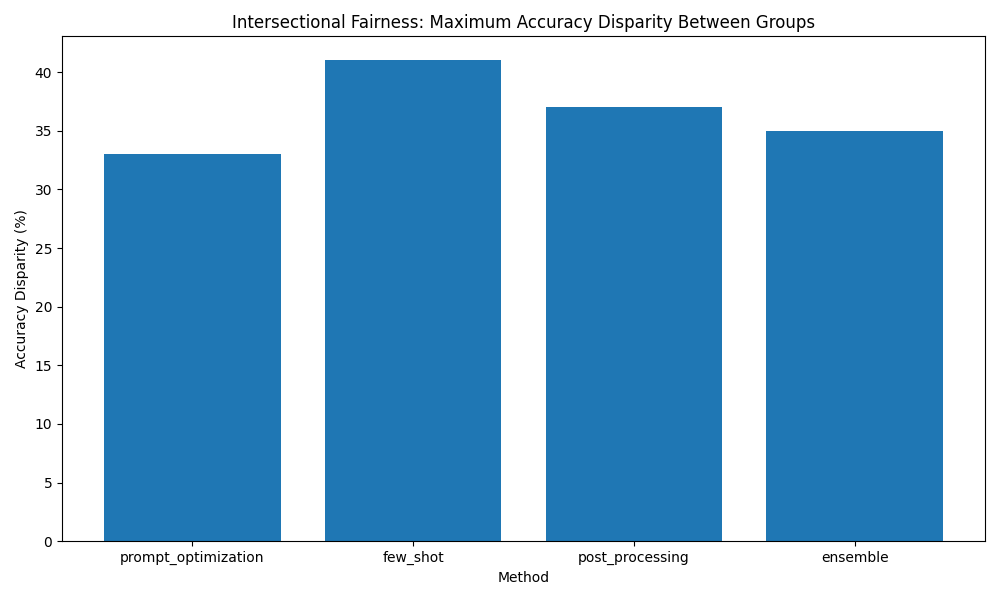 Intersectional Fairness: Maximum Accuracy Disparity Between Groups
Accuracy Disparity (%)
40
35
30
25
20
15
10
5
0
prompt_optimization
few_shot
post_processing
ensemble
Method